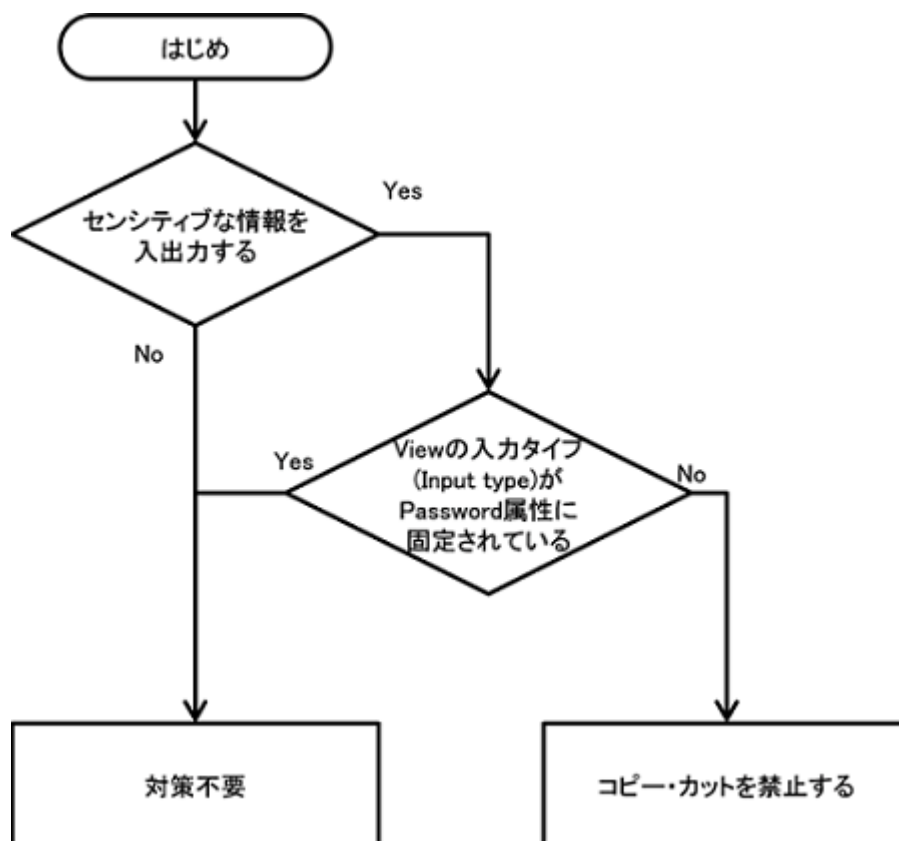 はじめ
センシティブな情報を
入出力する
Yes
No
Viewの入力タイプ
(Input type)が
Password属性に
固定されている
Yes
No
対策不要
コピー・カットを禁止する